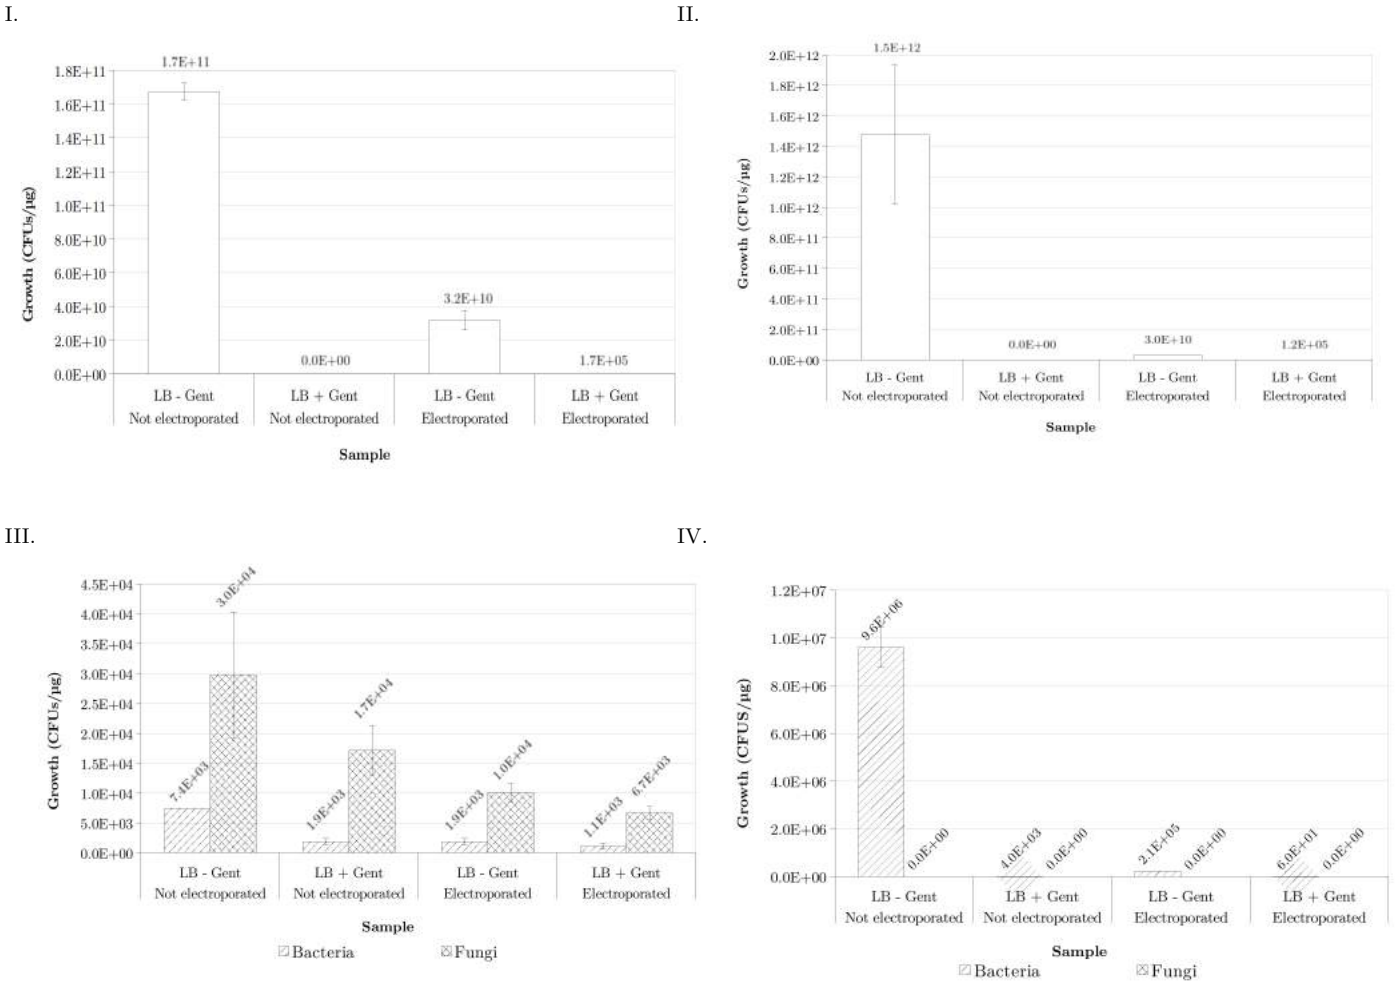 I.
1.8E+11
1.6E+11
1.4E+11
1.2E+11
1.0E+11
8.0E+10
6.0E+10
4.0E+10
2.0E+10
0.0E+00
Growth (CFUs/µg)
1.7E+11
0.0E+00
3.2E+10
1.7E+05
LB - Gent LB + Gent LB - Gent LB + Gent
Not electroporated Not electroporated Electroporated Electroporated
Sample
II.
2.0E+12
1.8E+12
1.6E+12
1.4E+12
1.2E+12
1.0E+12
8.0E+11
6.0E+11
4.0E+11
2.0E+11
0.0E+00
Growth (CFUs/µg)
1.5E+12
0.0E+00
3.0E+10
1.2E+05
LB - Gent LB + Gent LB - Gent LB + Gent
Not electroporated Not electroporated Electroporated Electroporated
Sample
III.
4.5E+04
4.0E+04
3.5E+04
3.0E+04
2.5E+04
2.0E+04
1.5E+04
1.0E+04
5.0E+03
0.0E+00
Growth (CFUs/µg)
7.4E+03
3.0E+04
1.9E+03
1.7E+04
1.9E+03
1.0E+04
1.1E+03
6.7E+03
LB - Gent LB + Gent LB - Gent LB + Gent
Not electroporated Not electroporated Electroporated Electroporated
Sample
Bacteria Fungi
IV.
1.2E+07
1.0E+07
8.0E+06
6.0E+06
4.0E+06
2.0E+06
0.0E+00
Growth (CFUS/µg)
9.6E+06
0.0E+00
4.0E+03
0.0E+00
2.1E+05
0.0E+00
6.0E+01
0.0E+00
LB - Gent LB + Gent LB - Gent LB + Gent
Not electroporated Not electroporated Electroporated Electroporated
Sample
Bacteria Fungi